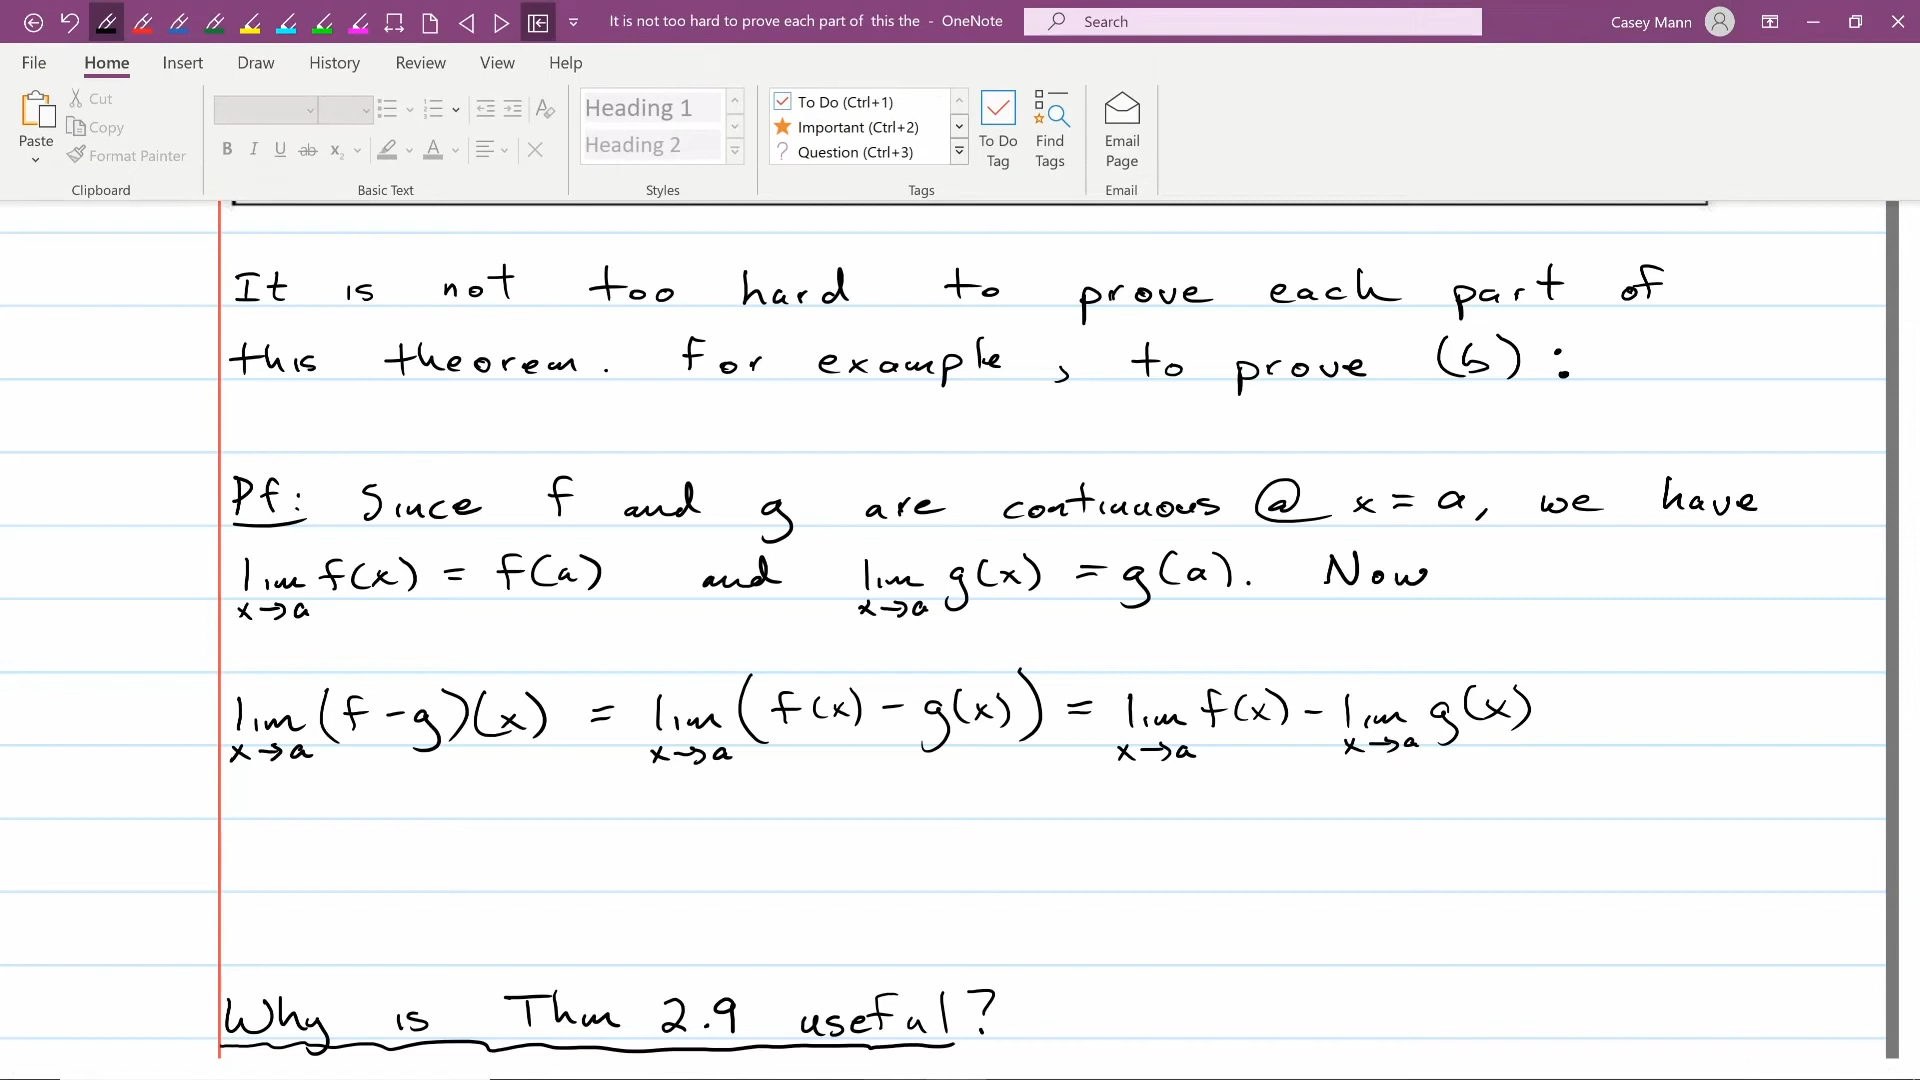 It is not too hard to prove each part of this the - OneNote
Search
Casey Mann
File Home Insert Draw History Review View Help
Paste
Cut
Copy
Format Painter
Clipboard
B I U ab x₂ A
Basic Text
Heading 1
Heading 2
Styles
To Do (Ctrl+1)
Important (Ctrl+2)
Question (Ctrl+3)
To Do Tag
Find Tags
Tags
Email Page
Email
It is not too hard to prove each part of
this theorem. For example, to prove (b):
Pf: Since f and g are continuous @ x = a, we have
lim f(x) = f(a) and lim g(x) = g(a). Now
x→a x→a
lim (f-g)(x) = lim (f(x) - g(x)) = lim f(x) - lim g(x)
x→a x→a x→a x→a
Why is Thm 2.9 useful?